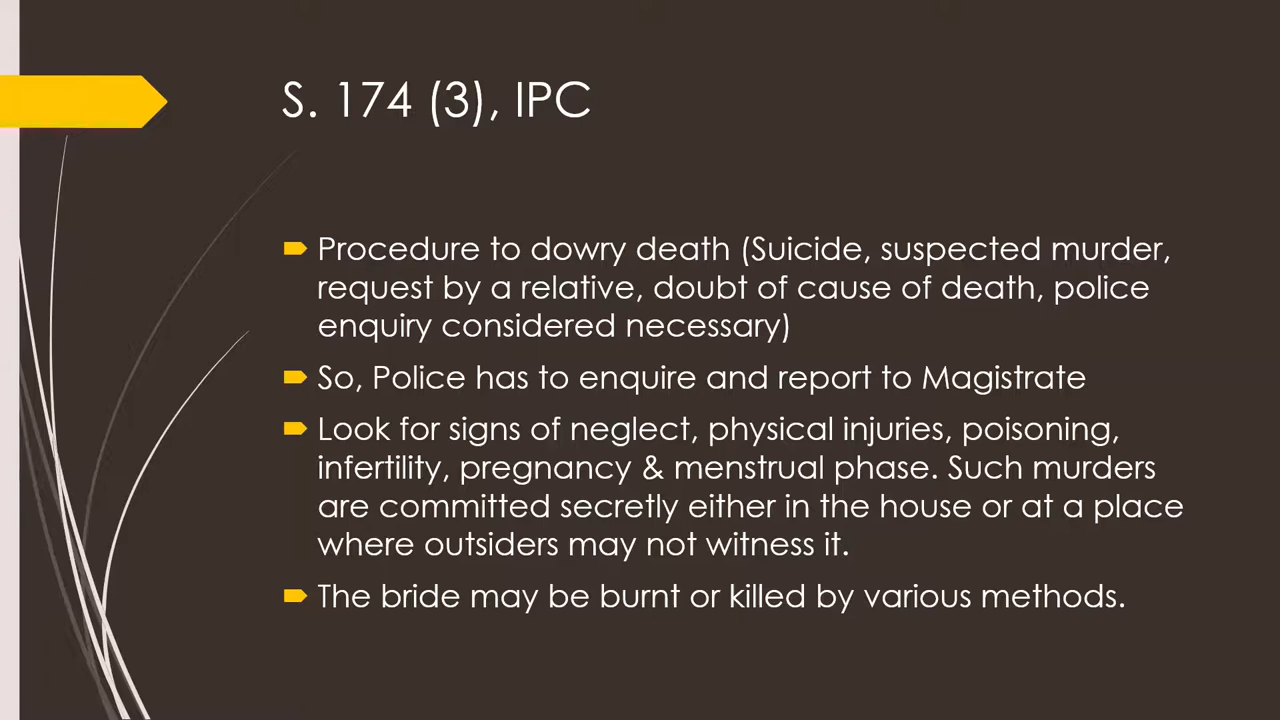 S. 174 (3), IPC
Procedure to dowry death (Suicide, suspected murder,
request by a relative, doubt of cause of death, police
enquiry considered necessary)
So, Police has to enquire and report to Magistrate
Look for signs of neglect, physical injuries, poisoning,
infertility, pregnancy & menstrual phase. Such murders
are committed secretly either in the house or at a place
where outsiders may not witness it.
The bride may be burnt or killed by various methods.